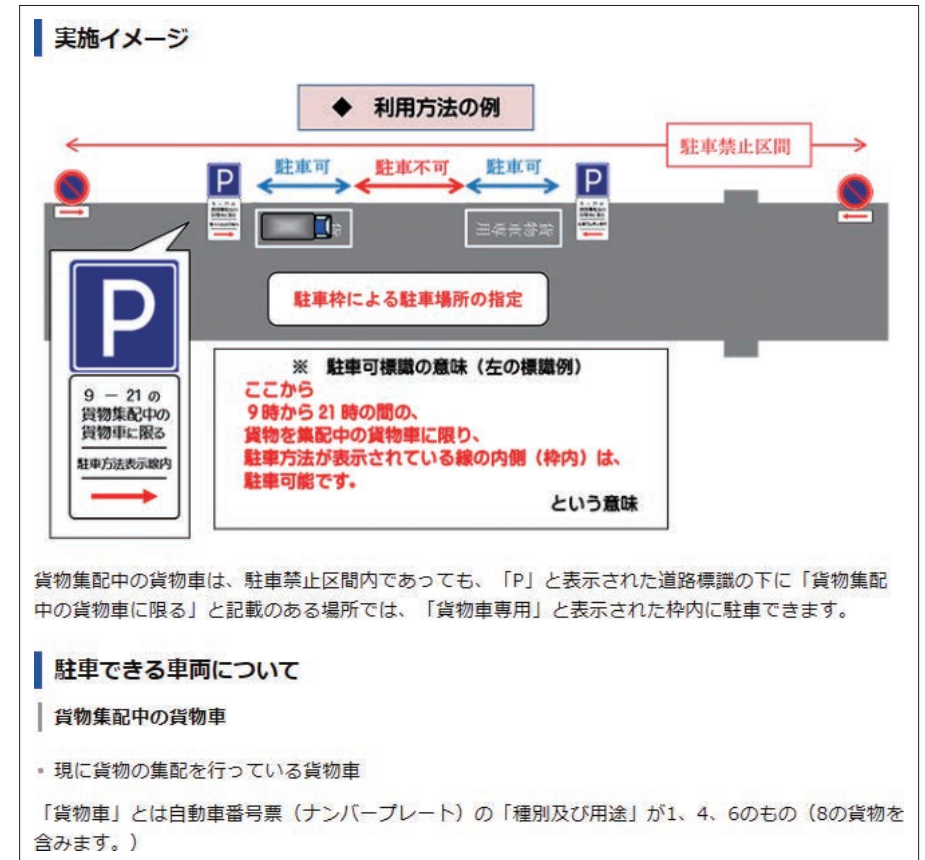 実施イメージ
◆ 利用方法の例
駐車禁止区間
駐車可
駐車不可
駐車可
P
P
貨物車専用
駐車枠による駐車場所の指定
P
9 － 21 の
貨物集配中の
貨物車に限る
駐車方法表示線内
※ 駐車可標識の意味（左の標識例）
ここから
9時から 21 時の間の、
貨物を集配中の貨物車に限り、
駐車方法が表示されている線の内側（枠内）は、
駐車可能です。
という意味
貨物集配中の貨物車は、駐車禁止区間内であっても、「P」と表示された道路標識の下に「貨物集配
中の貨物車に限る」と記載のある場所では、「貨物車専用」と表示された枠内に駐車できます。
駐車できる車両について
貨物集配中の貨物車
• 現に貨物の集配を行っている貨物車
「貨物車」とは自動車番号票（ナンバープレート）の「種別及び用途」が1、4、6のもの（8の貨物を
含みます。）